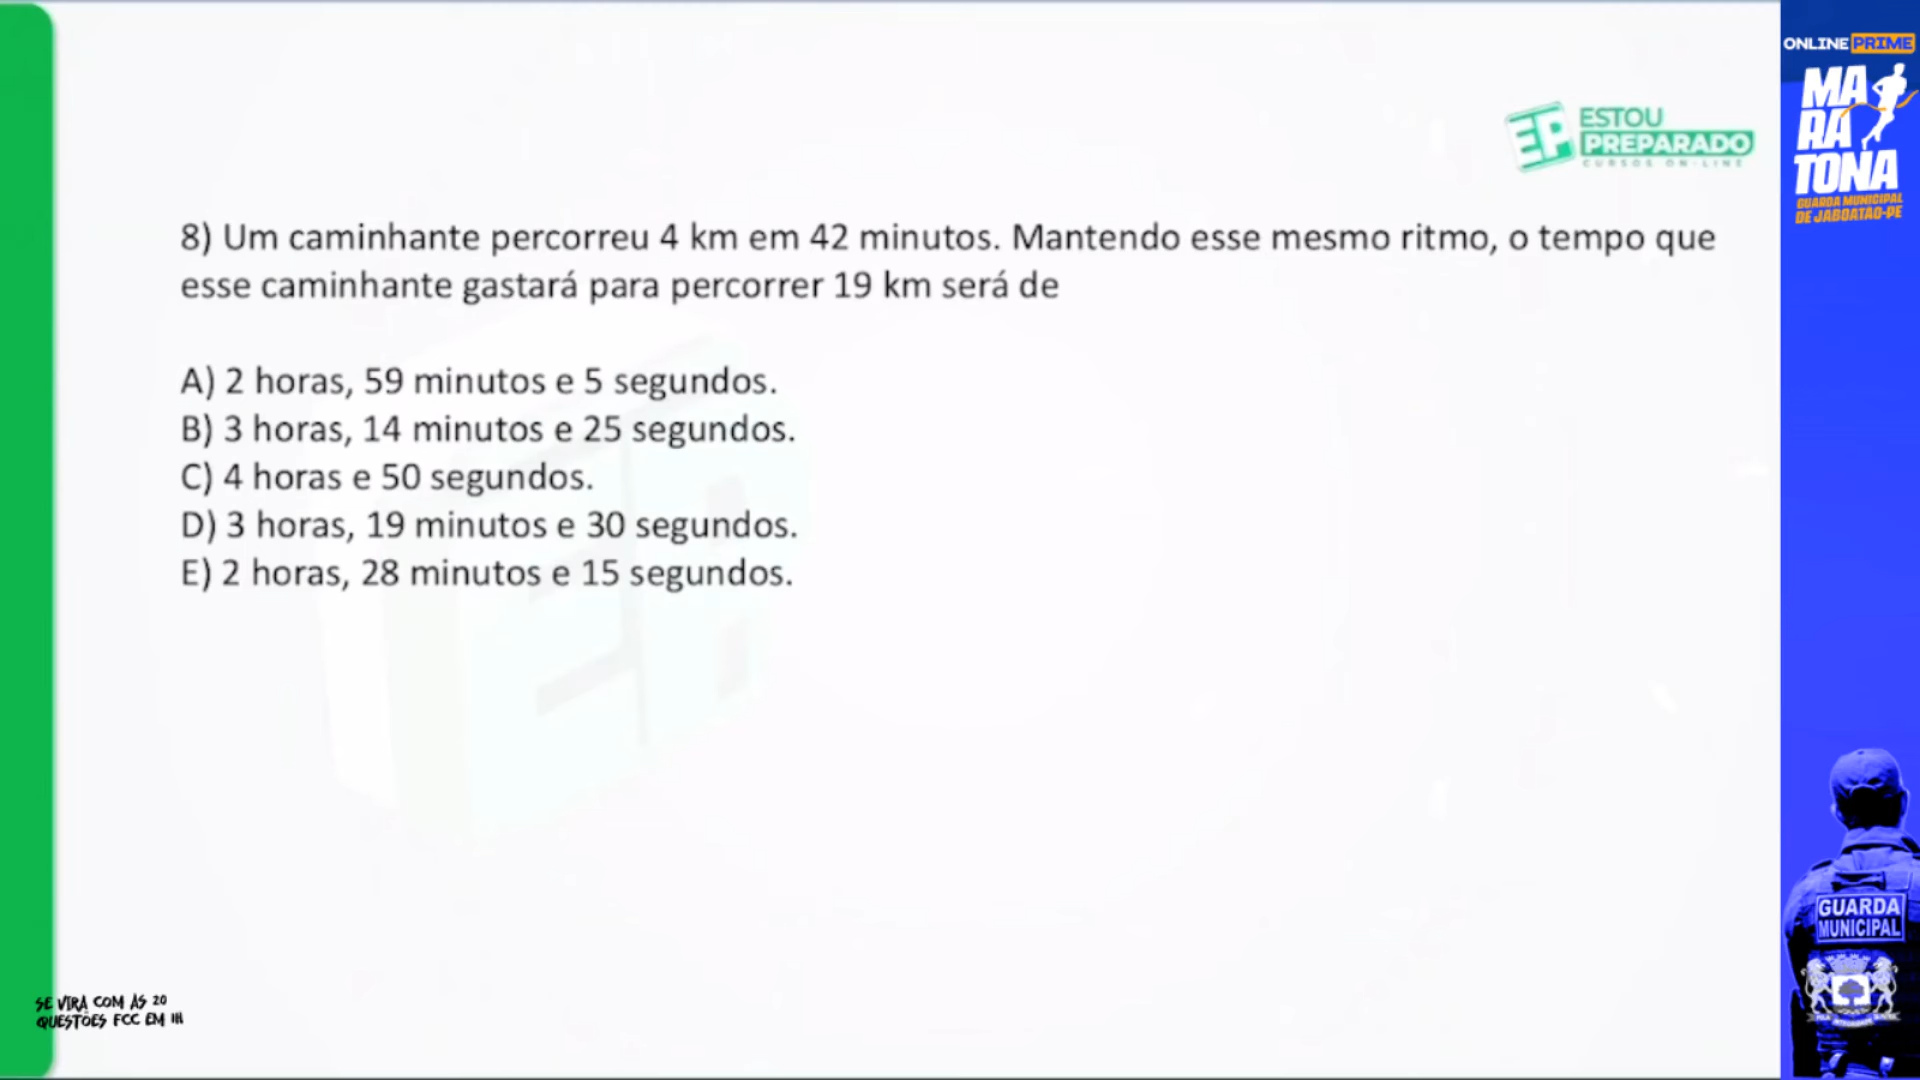 ONLINE PRIME
MA
RA
TONA
GUARDA MUNICIPAL
DE JABOATÃO-PE
EP
ESTOU
PREPARADO
CURSOS ON-LINE
8) Um caminhante percorreu 4 km em 42 minutos. Mantendo esse mesmo ritmo, o tempo que
esse caminhante gastará para percorrer 19 km será de
A) 2 horas, 59 minutos e 5 segundos.
B) 3 horas, 14 minutos e 25 segundos.
C) 4 horas e 50 segundos.
D) 3 horas, 19 minutos e 30 segundos.
E) 2 horas, 28 minutos e 15 segundos.
GUARDA
MUNICIPAL
SE VIRA COM AS 20
QUESTÕES FCC EM 1H